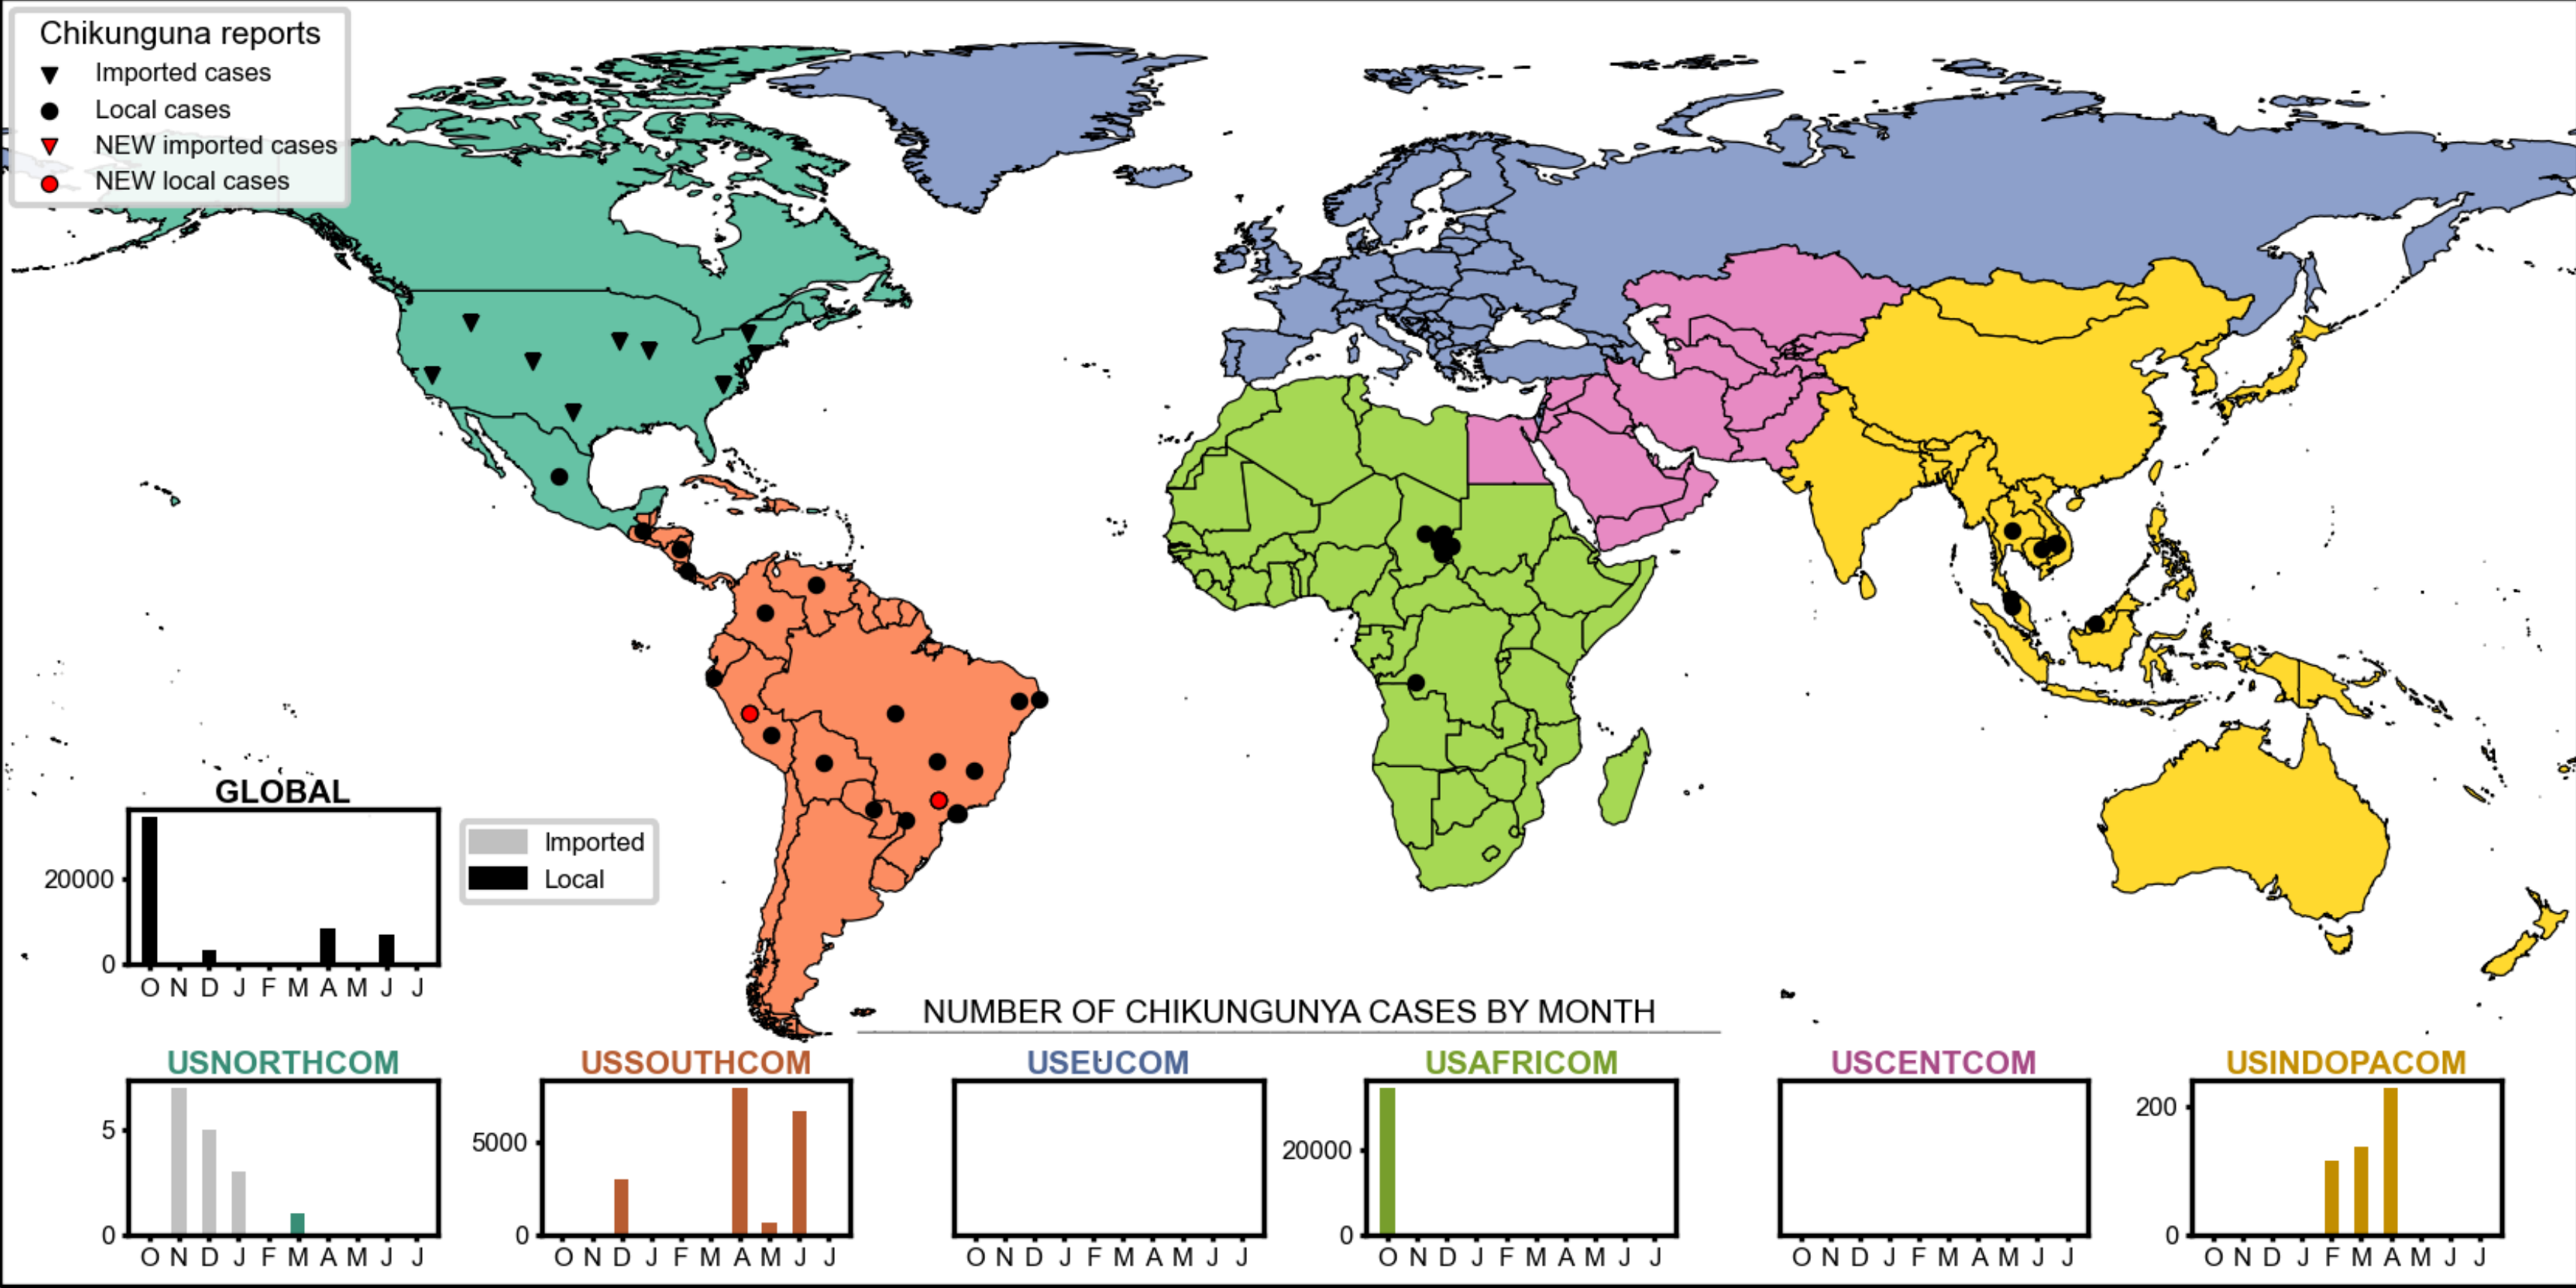 Chikunguna reports
Imported cases
Local cases
NEW imported cases
NEW local cases
GLOBAL
20000
0
O N D J F M A M J J
Imported
Local
NUMBER OF CHIKUNGUNYA CASES BY MONTH
USNORTHCOM
5
0
O N D J F M A M J J
USSOUTHCOM
5000
0
O N D J F M A M J J
USEUCOM
O N D J F M A M J J
USAFRICOM
20000
0
O N D J F M A M J J
USCENTCOM
O N D J F M A M J J
USINDOPACOM
200
0
O N D J F M A M J J